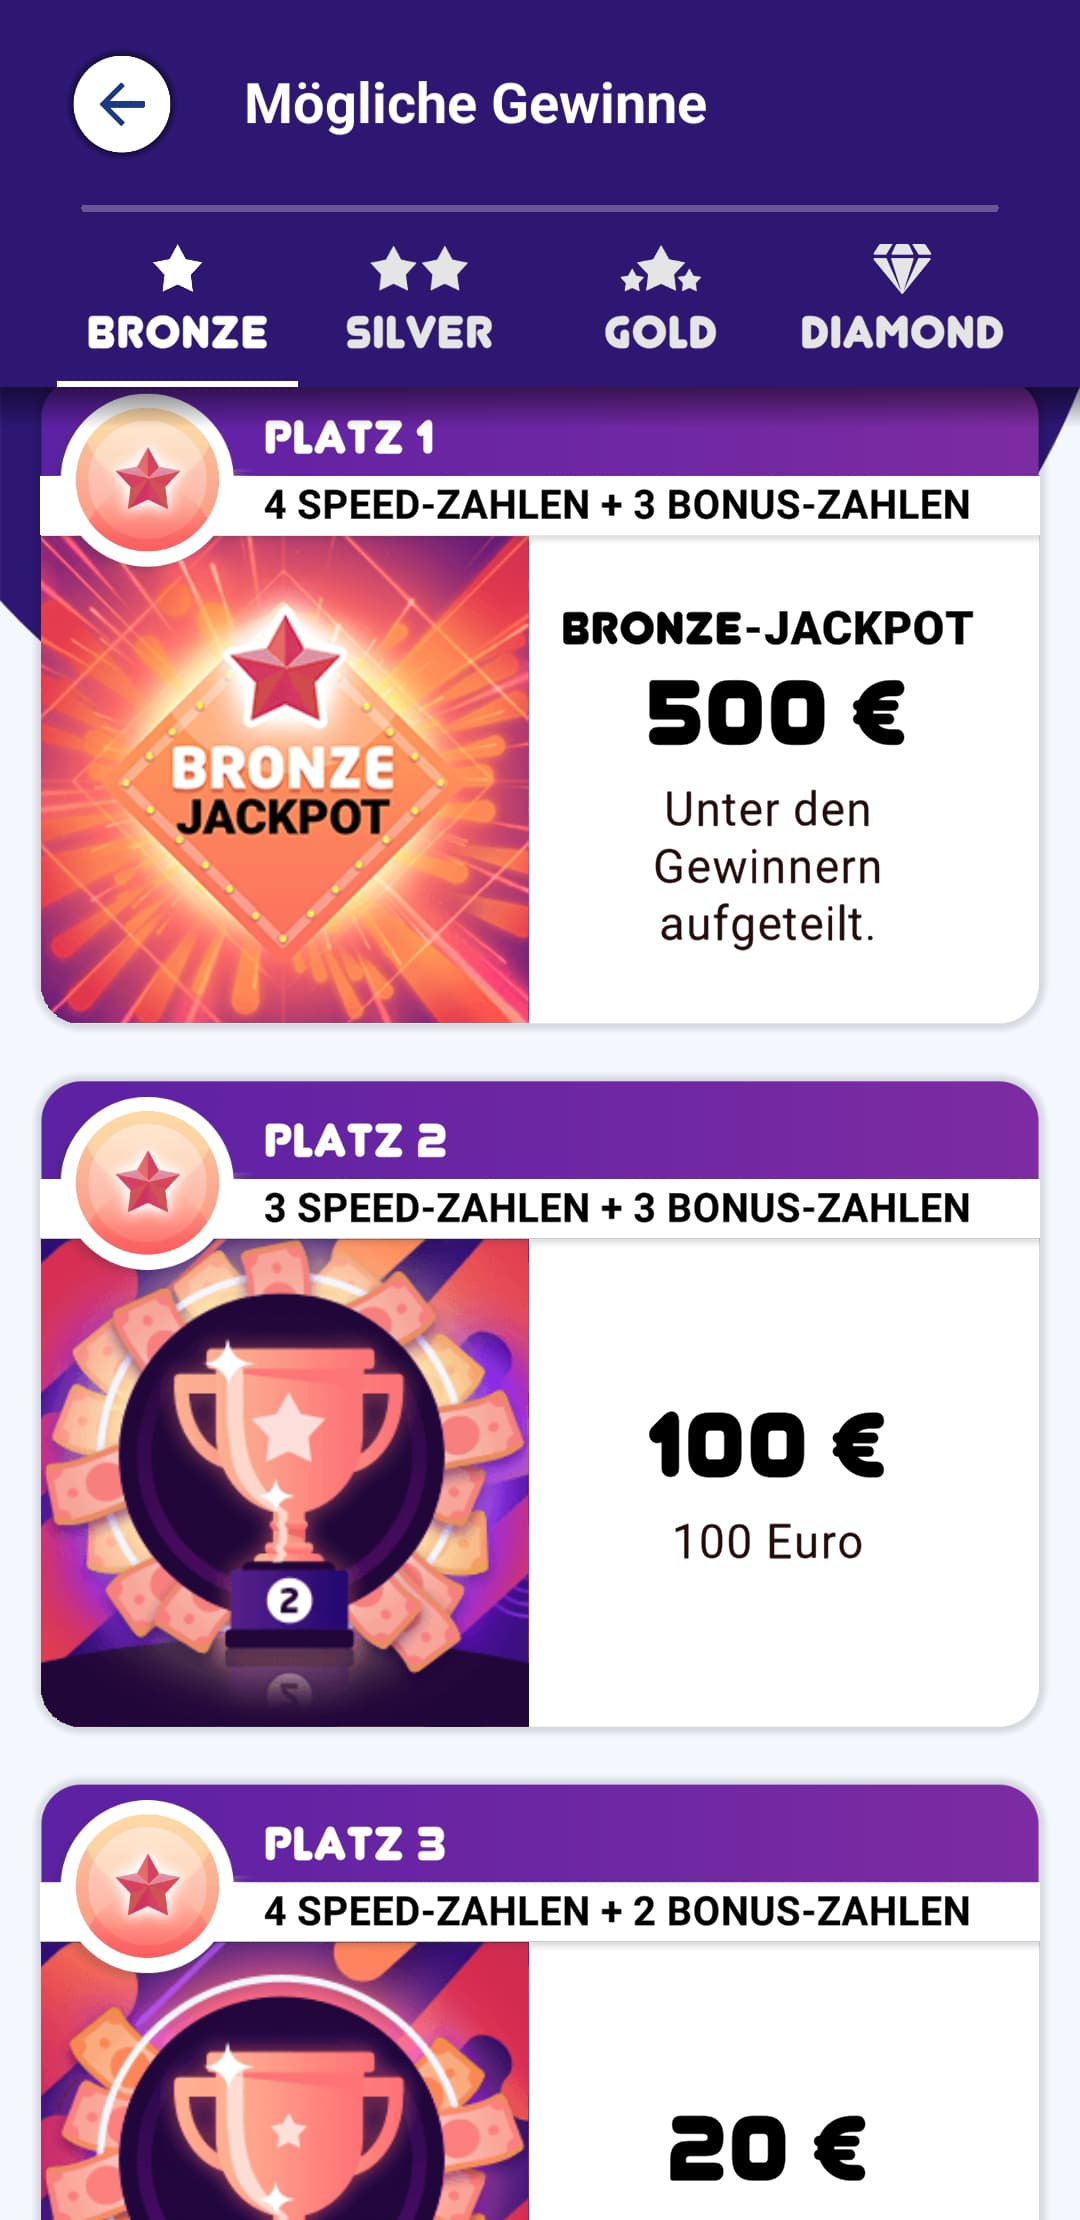 Mögliche Gewinne
BRONZE
SILVER
GOLD
DIAMOND
PLATZ 1
4 SPEED-ZAHLEN + 3 BONUS-ZAHLEN
BRONZE
JACKPOT
BRONZE-JACKPOT
500 €
Unter den
Gewinnern
aufgeteilt.
PLATZ 2
3 SPEED-ZAHLEN + 3 BONUS-ZAHLEN
2
100 €
100 Euro
PLATZ 3
4 SPEED-ZAHLEN + 2 BONUS-ZAHLEN
20 €